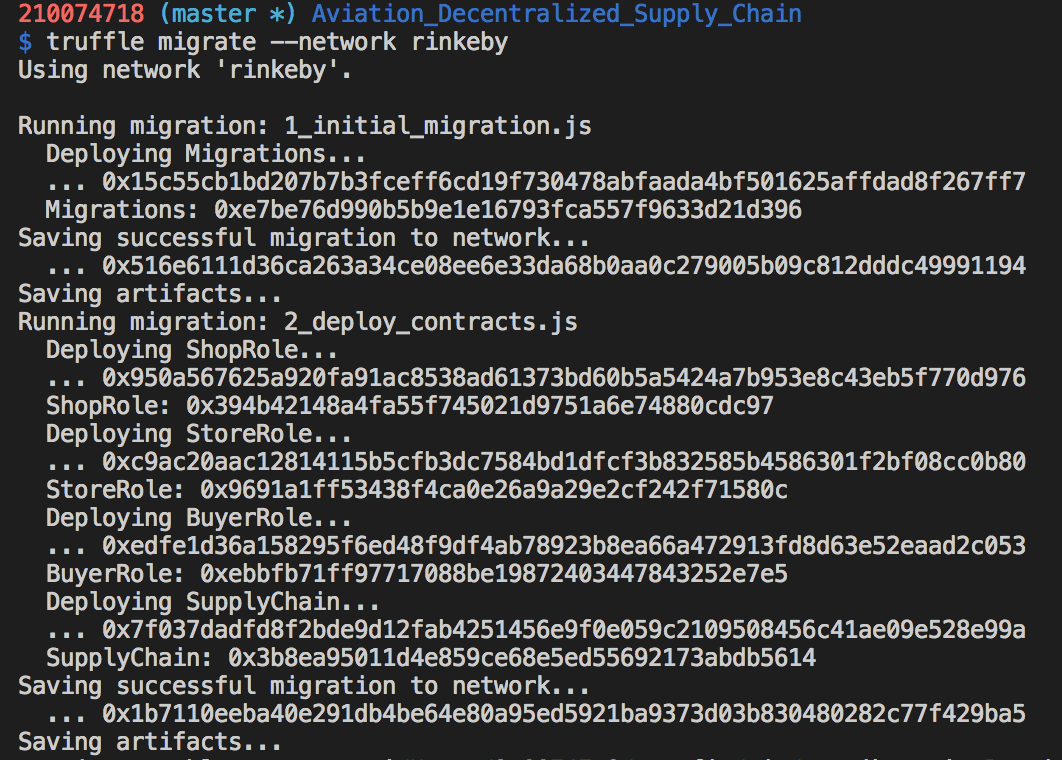 210074718 (master *) Aviation_Decentralized_Supply_Chain
$ truffle migrate --network rinkeby
Using network 'rinkeby'.
Running migration: 1_initial_migration.js
Deploying Migrations...
... 0x15c55cb1bd207b7b3fceff6cd19f730478abfaada4bf501625affdad8f267ff7
Migrations: 0xe7be76d990b5b9e1e16793fca557f9633d21d396
Saving successful migration to network...
... 0x516e6111d36ca263a34ce08ee6e33da68b0aa0c279005b09c812dddc49991194
Saving artifacts...
Running migration: 2_deploy_contracts.js
Deploying ShopRole...
... 0x950a567625a920fa91ac8538ad61373bd60b5a5424a7b953e8c43eb5f770d976
ShopRole: 0x394b42148a4fa55f745021d9751a6e74880cdc97
Deploying StoreRole...
... 0xc9ac20aac12814115b5cfb3dc7584bd1dfcf3b832585b4586301f2bf08cc0b80
StoreRole: 0x9691a1ff53438f4ca0e26a9a29e2cf242f71580c
Deploying BuyerRole...
... 0xedfe1d36a158295f6ed48f9df4ab78923b8ea66a472913fd8d63e52eaad2c053
BuyerRole: 0xebbfb71ff97717088be19872403447843252e7e5
Deploying SupplyChain...
... 0x7f037dadfd8f2bde9d12fab4251456e9f0e059c2109508456c41ae09e528e99a
SupplyChain: 0x3b8ea95011d4e859ce68e5ed55692173abdb5614
Saving successful migration to network...
... 0x1b7110eeba40e291db4be64e80a95ed5921ba9373d03b830480282c77f429ba5
Saving artifacts...